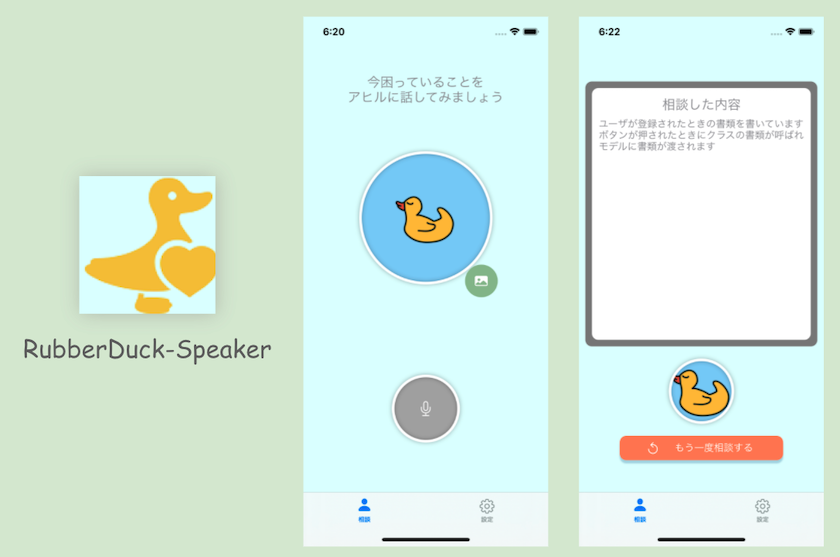 RubberDuck-Speaker
6:20
今困っていることを
アヒルに話してみましょう
相談
設定
6:22
相談した内容
ユーザが登録されたときの書類を書いています
ボタンが押されたときにクラスの書類が呼ばれ
モデルに書類が渡されます
もう一度相談する
相談
設定